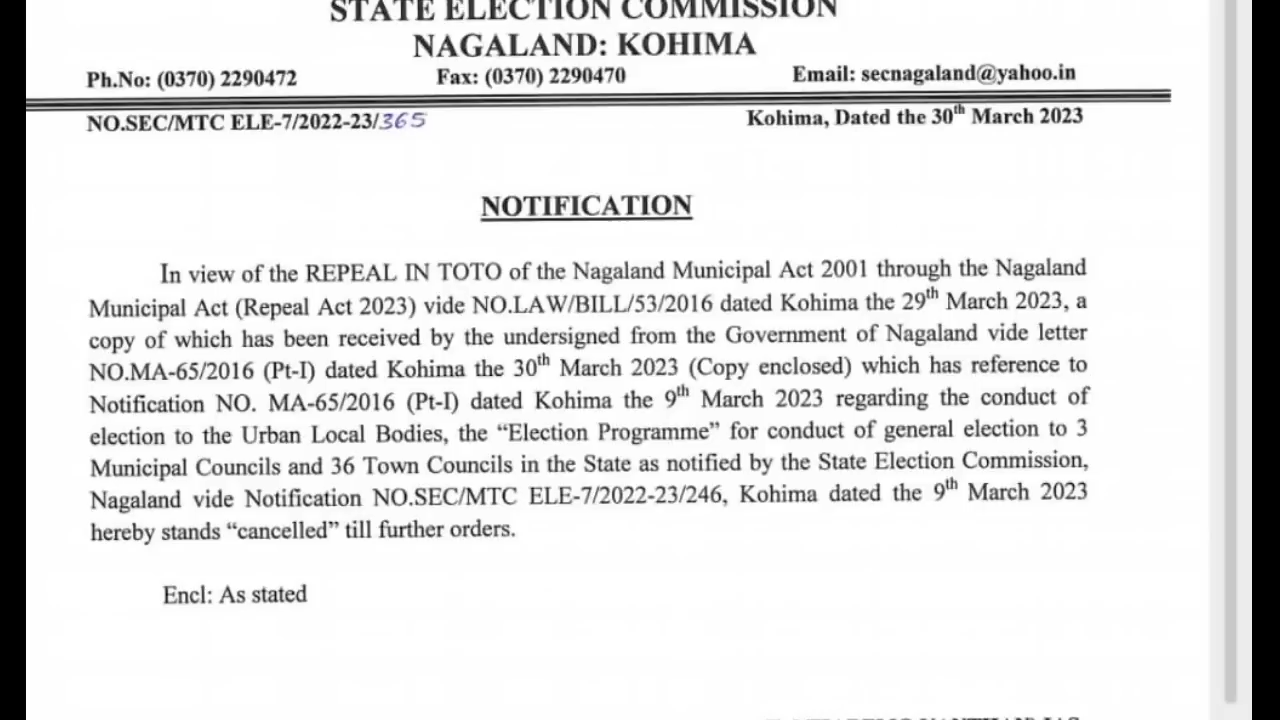 STATE ELECTION COMMISSION
NAGALAND: KOHIMA
Ph.No: (0370) 2290472 Fax: (0370) 2290470 Email: secnagaland@yahoo.in
NO.SEC/MTC ELE-7/2022-23/365 Kohima, Dated the 30th March 2023
NOTIFICATION
In view of the REPEAL IN TOTO of the Nagaland Municipal Act 2001 through the Nagaland
Municipal Act (Repeal Act 2023) vide NO.LAW/BILL/53/2016 dated Kohima the 29th March 2023, a
copy of which has been received by the undersigned from the Government of Nagaland vide letter
NO.MA-65/2016 (Pt-I) dated Kohima the 30th March 2023 (Copy enclosed) which has reference to
Notification NO. MA-65/2016 (Pt-I) dated Kohima the 9th March 2023 regarding the conduct of
election to the Urban Local Bodies, the “Election Programme” for conduct of general election to 3
Municipal Councils and 36 Town Councils in the State as notified by the State Election Commission,
Nagaland vide Notification NO.SEC/MTC ELE-7/2022-23/246, Kohima dated the 9th March 2023
hereby stands “cancelled” till further orders.
Encl: As stated